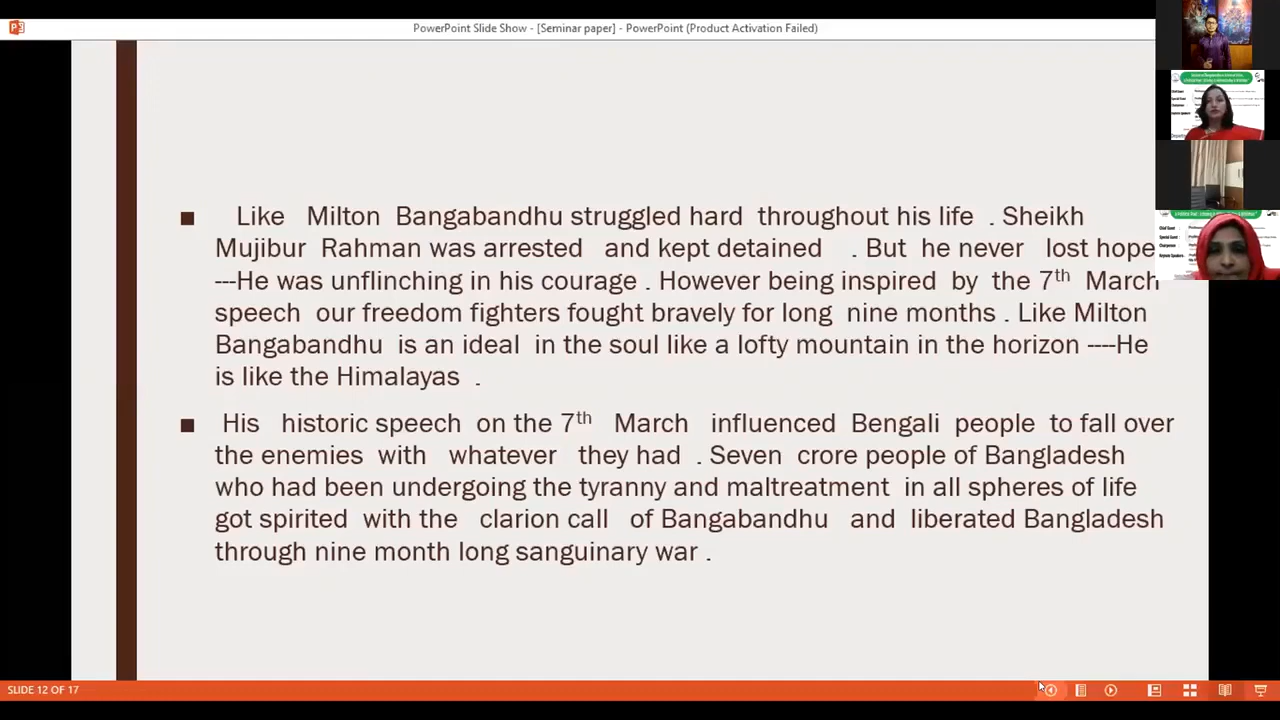 PowerPoint Slide Show - [Seminar paper] - PowerPoint (Product Activation Failed)
■ Like Milton Bangabandhu struggled hard throughout his life . Sheikh
Mujibur Rahman was arrested and kept detained . But he never lost hope
---He was unflinching in his courage . However being inspired by the 7th March
speech our freedom fighters fought bravely for long nine months . Like Milton
Bangabandhu is an ideal in the soul like a lofty mountain in the horizon ----He
is like the Himalayas .
■ His historic speech on the 7th March influenced Bengali people to fall over
the enemies with whatever they had . Seven crore people of Bangladesh
who had been undergoing the tyranny and maltreatment in all spheres of life
got spirited with the clarion call of Bangabandhu and liberated Bangladesh
through nine month long sanguinary war .
SLIDE 12 OF 17